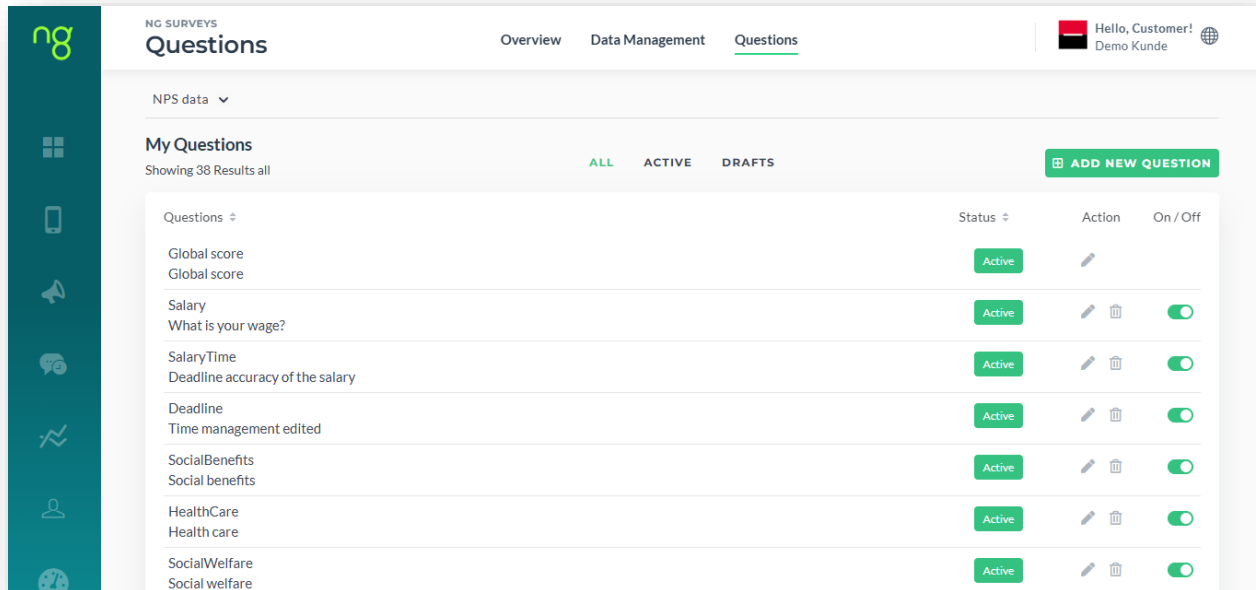 ng
NG SURVEYS
Questions
Overview Data Management Questions
Hello, Customer!
Demo Kunde
NPS data
My Questions
Showing 38 Results all
ALL ACTIVE DRAFTS
ADD NEW QUESTION
Questions Status Action On / Off
Global score
Global score
Active
Salary
What is your wage?
Active
SalaryTime
Deadline accuracy of the salary
Active
Deadline
Time management edited
Active
SocialBenefits
Social benefits
Active
HealthCare
Health care
Active
SocialWelfare
Social welfare
Active